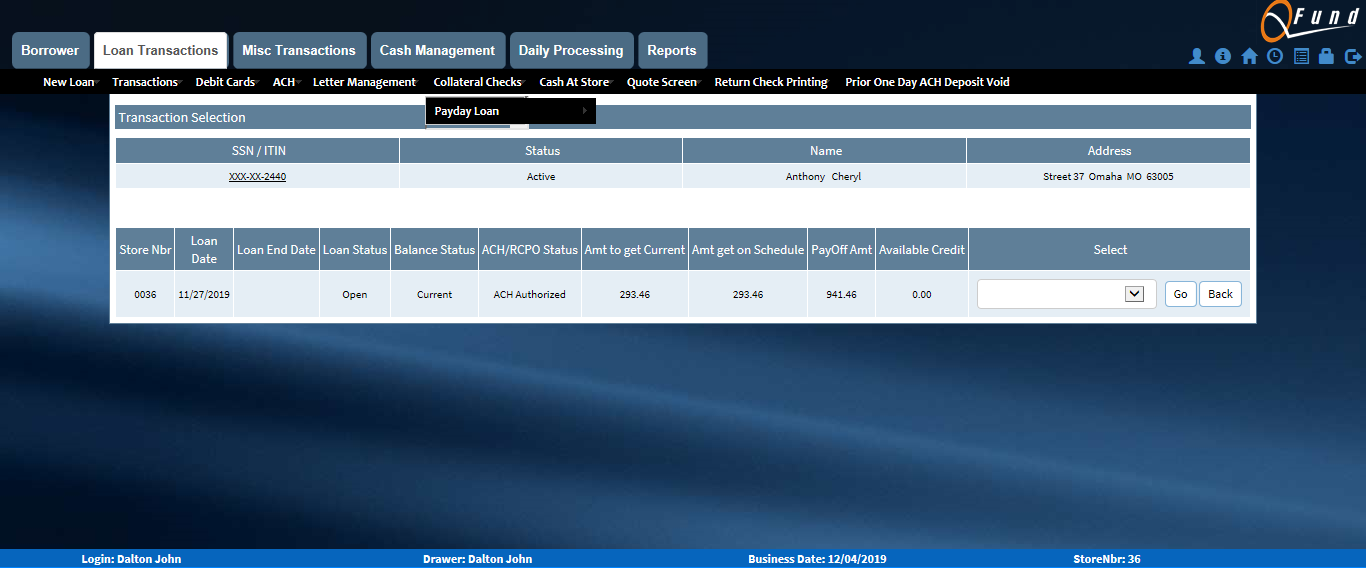 QFund
Borrower Loan Transactions Misc Transactions Cash Management Daily Processing Reports
New Loan Transactions Debit Cards ACH Letter Management Collateral Checks Cash At Store Quote Screen Return Check Printing Prior One Day ACH Deposit Void
Payday Loan
Transaction Selection
SSN / ITIN Status Name Address
XXX-XX-2440 Active Anthony Cheryl Street 37 Omaha MO 63005
Store Nbr Loan Date Loan End Date Loan Status Balance Status ACH/RCPO Status Amt to get Current Amt get on Schedule PayOff Amt Available Credit Select
0036 11/27/2019 Open Current ACH Authorized 293.46 293.46 941.46 0.00 Go Back
Login: Dalton John Drawer: Dalton John Business Date: 12/04/2019 StoreNbr: 36